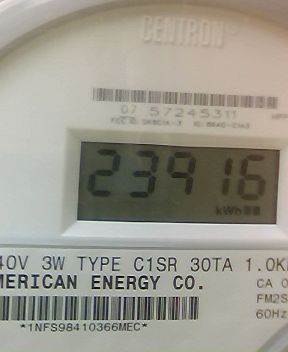 CENTRON
07 57245311
23916
kWh
40V 3W TYPE C1SR 30TA 1.0K
MERICAN ENERGY CO.
CA 0
FM2S
60Hz
*1NFS98410366MEC*